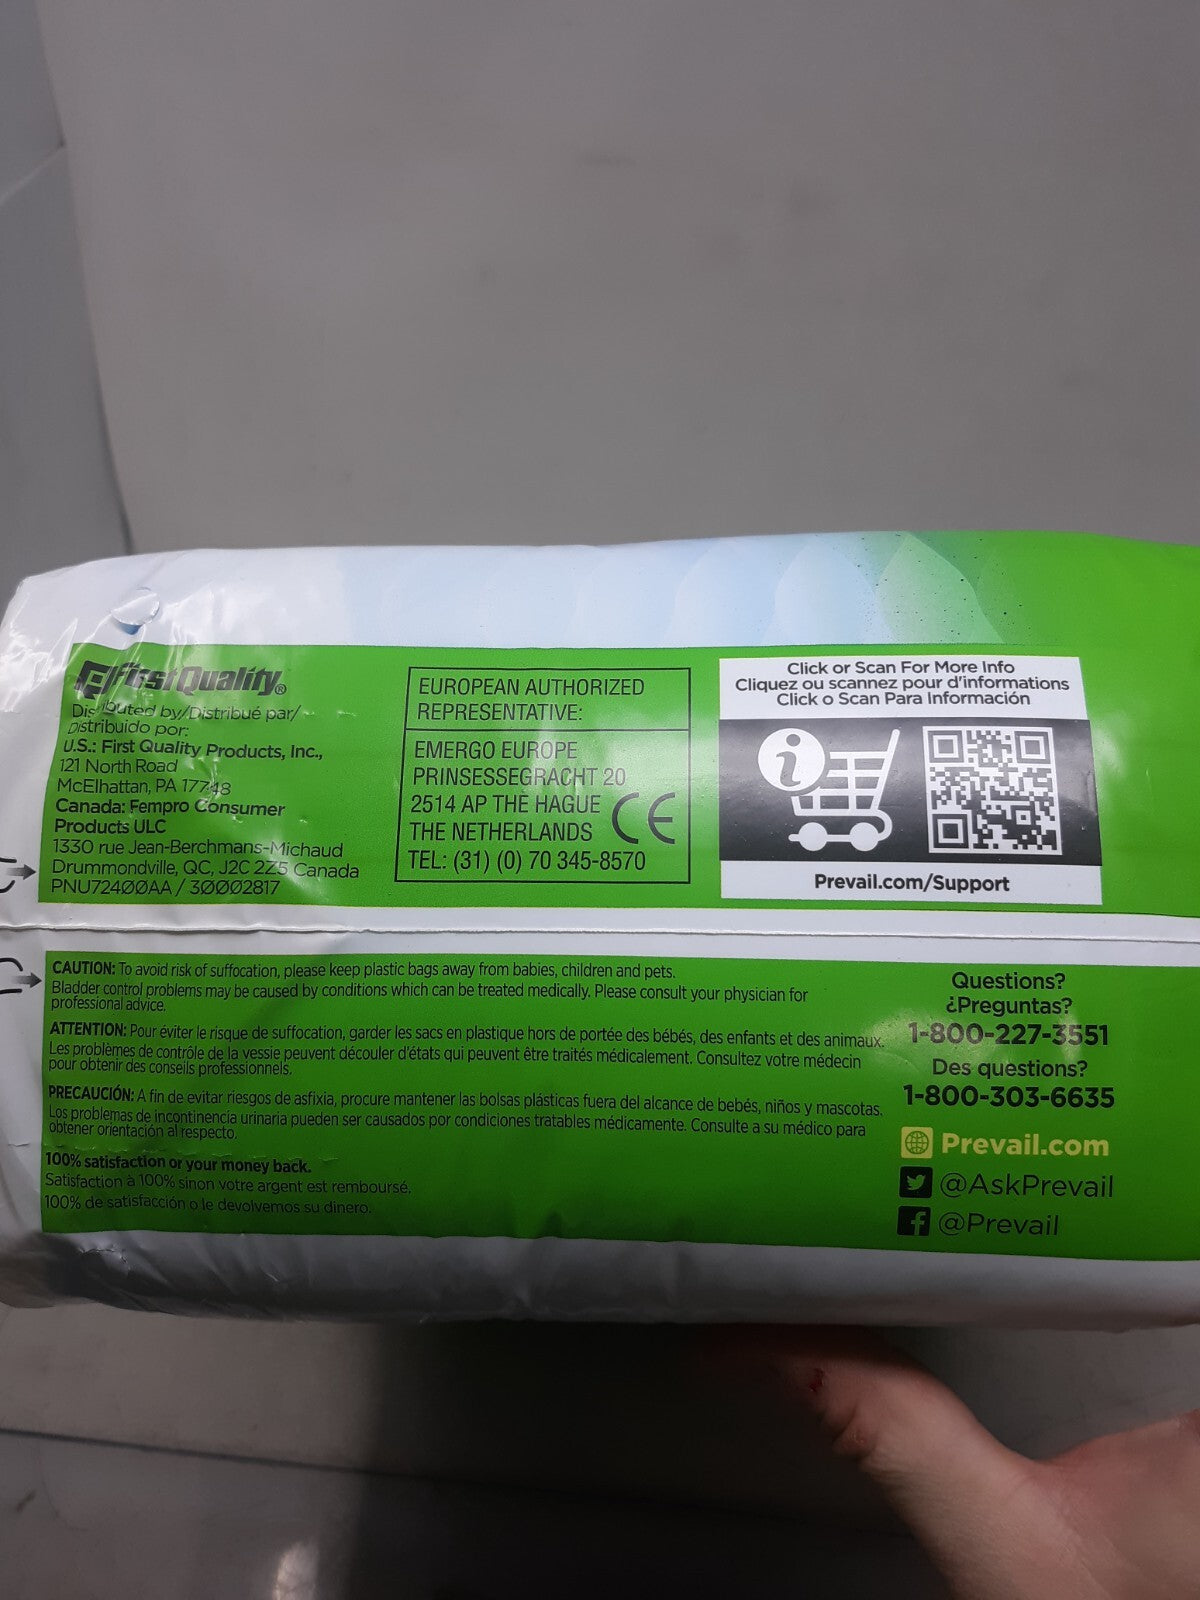 First Quality®
Distributed by/Distribué par/
Distribuido por:
U.S.: First Quality Products, Inc.,
121 North Road
McElhattan, PA 17748
Canada: Fempro Consumer
Products ULC
1330 rue Jean-Berchmans-Michaud
Drummondville, QC, J2C 2Z5 Canada
PNU72400AA / 30002817
EUROPEAN AUTHORIZED
REPRESENTATIVE:
EMERGO EUROPE
PRINSESSEGRACHT 20
2514 AP THE HAGUE
THE NETHERLANDS
TEL: (31) (0) 70 345-8570
CE
Click or Scan For More Info
Cliquez ou scannez pour d'informations
Click o Scan Para Información
i
Prevail.com/Support
CAUTION: To avoid risk of suffocation, please keep plastic bags away from babies, children and pets.
Bladder control problems may be caused by conditions which can be treated medically. Please consult your physician for
professional advice.
ATTENTION: Pour éviter le risque de suffocation, garder les sacs en plastique hors de portée des bébés, des enfants et des animaux.
Les problèmes de contrôle de la vessie peuvent découler d'états qui peuvent être traités médicalement. Consultez votre médecin
pour obtenir des conseils professionnels.
PRECAUCIÓN: A fin de evitar riesgos de asfixia, procure mantener las bolsas plásticas fuera del alcance de bebés, niños y mascotas.
Los problemas de incontinencia urinaria pueden ser causados por condiciones tratables médicamente. Consulte a su médico para
obtener orientación al respecto.
100% satisfaction or your money back.
Satisfaction à 100% sinon votre argent est remboursé.
100% de satisfacción o le devolvemos su dinero.
Questions?
¿Preguntas?
1-800-227-3551
Des questions?
1-800-303-6635
Prevail.com
@AskPrevail
@Prevail